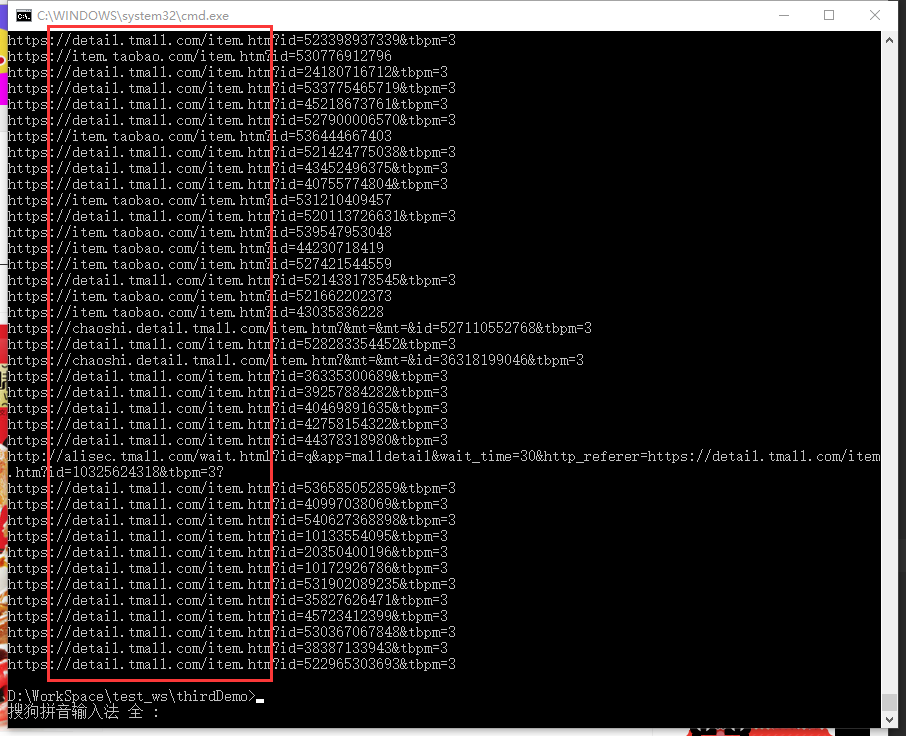 C:\WINDOWS\system32\cmd.exe
https://detail.tmall.com/item.htm?id=523398937339&tbpm=3
https://item.taobao.com/item.htm?id=530776912796
https://detail.tmall.com/item.htm?id=24180716712&tbpm=3
https://detail.tmall.com/item.htm?id=533775465719&tbpm=3
https://detail.tmall.com/item.htm?id=45218673761&tbpm=3
https://detail.tmall.com/item.htm?id=527900006570&tbpm=3
https://item.taobao.com/item.htm?id=536444667403
https://detail.tmall.com/item.htm?id=521424775038&tbpm=3
https://detail.tmall.com/item.htm?id=43452496375&tbpm=3
https://detail.tmall.com/item.htm?id=40755774804&tbpm=3
https://item.taobao.com/item.htm?id=531210409457
https://detail.tmall.com/item.htm?id=520113726631&tbpm=3
https://item.taobao.com/item.htm?id=539547953048
https://item.taobao.com/item.htm?id=44230718419
https://item.taobao.com/item.htm?id=527421544559
https://detail.tmall.com/item.htm?id=521438178545&tbpm=3
https://item.taobao.com/item.htm?id=521662202373
https://item.taobao.com/item.htm?id=43035836228
https://chaoshi.detail.tmall.com/item.htm?&mt=&mt=&id=527110552768&tbpm=3
https://detail.tmall.com/item.htm?id=528283354452&tbpm=3
https://chaoshi.detail.tmall.com/item.htm?&mt=&mt=&id=36318199046&tbpm=3
https://detail.tmall.com/item.htm?id=36335300689&tbpm=3
https://detail.tmall.com/item.htm?id=39257884282&tbpm=3
https://detail.tmall.com/item.htm?id=40469891635&tbpm=3
https://detail.tmall.com/item.htm?id=42758154322&tbpm=3
https://detail.tmall.com/item.htm?id=44378318980&tbpm=3
http://alisec.tmall.com/wait.html?id=q&app=malldetail&wait_time=30&http_referer=https://detail.tmall.com/item
.htm?id=10325624318&tbpm=3?
https://detail.tmall.com/item.htm?id=536585052859&tbpm=3
https://detail.tmall.com/item.htm?id=40997038069&tbpm=3
https://detail.tmall.com/item.htm?id=540627368898&tbpm=3
https://detail.tmall.com/item.htm?id=10133554095&tbpm=3
https://detail.tmall.com/item.htm?id=20350400196&tbpm=3
https://detail.tmall.com/item.htm?id=10172926786&tbpm=3
https://detail.tmall.com/item.htm?id=531902089235&tbpm=3
https://detail.tmall.com/item.htm?id=35827626471&tbpm=3
https://detail.tmall.com/item.htm?id=45723412399&tbpm=3
https://detail.tmall.com/item.htm?id=530367067848&tbpm=3
https://detail.tmall.com/item.htm?id=38387133943&tbpm=3
https://detail.tmall.com/item.htm?id=522965303693&tbpm=3
D:\WorkSpace\test_ws\thirdDemo>
搜狗拼音输入法 全 :